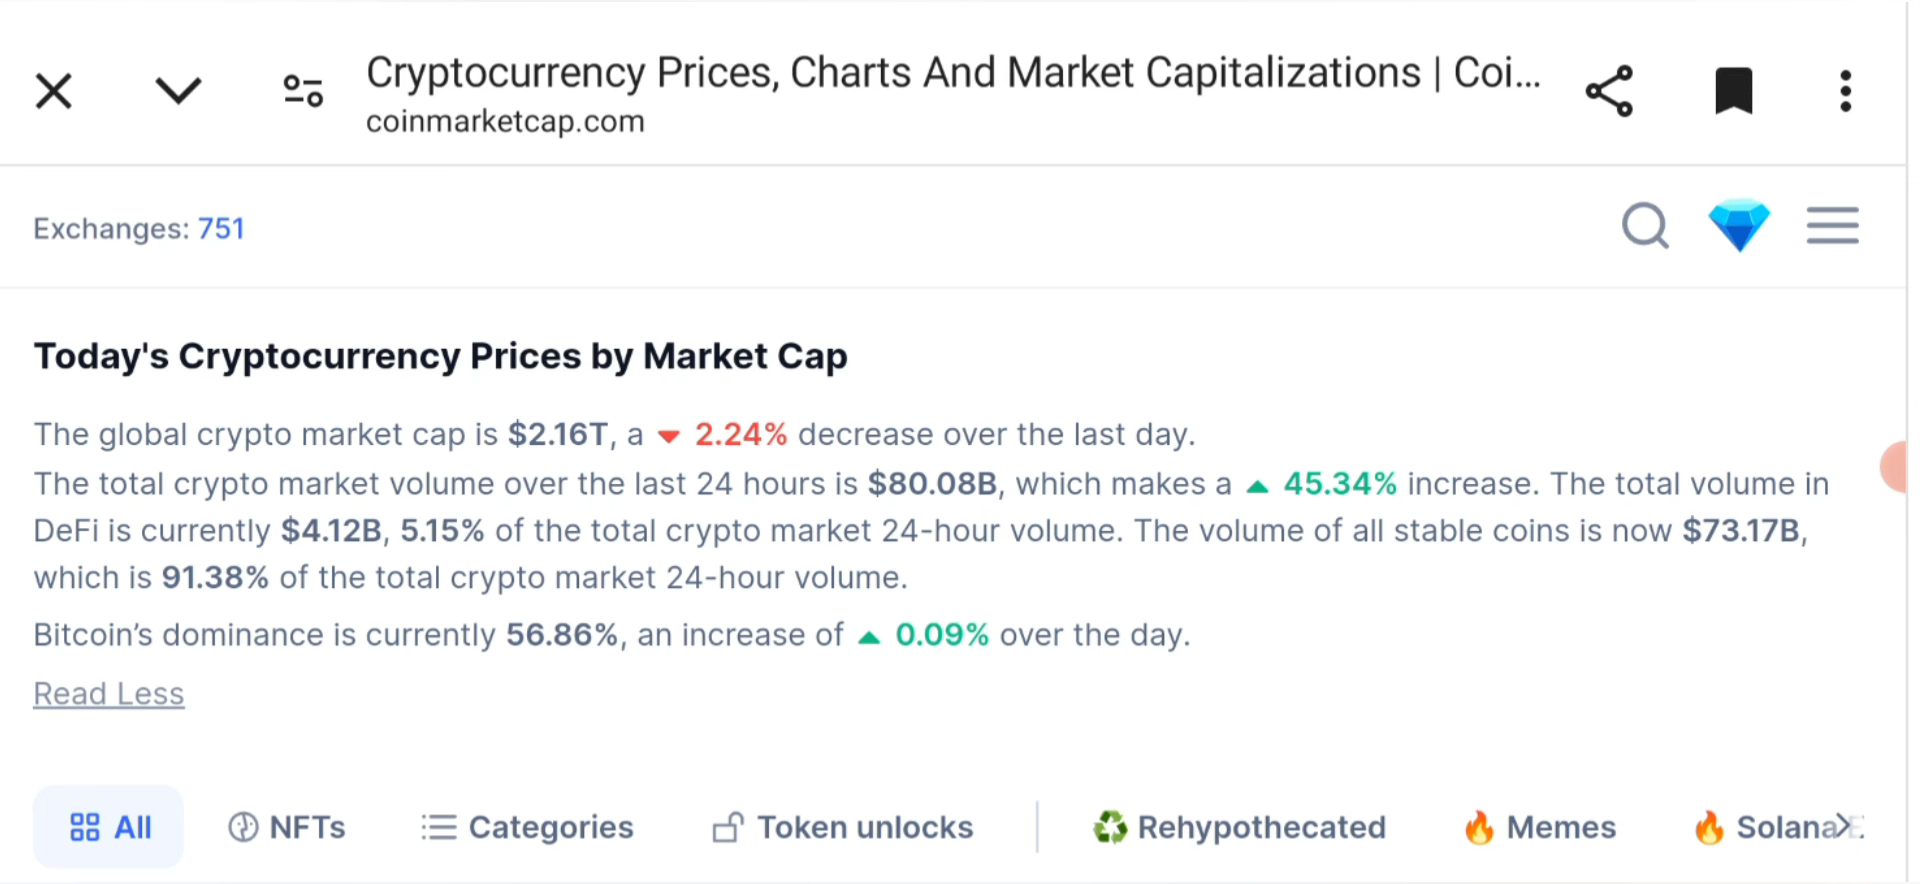 Cryptocurrency Prices, Charts And Market Capitalizations | Coi...
coinmarketcap.com
Exchanges: 751
Today's Cryptocurrency Prices by Market Cap
The global crypto market cap is $2.16T, a ▼ 2.24% decrease over the last day.
The total crypto market volume over the last 24 hours is $80.08B, which makes a ▲ 45.34% increase. The total volume in
DeFi is currently $4.12B, 5.15% of the total crypto market 24-hour volume. The volume of all stable coins is now $73.17B,
which is 91.38% of the total crypto market 24-hour volume.
Bitcoin’s dominance is currently 56.86%, an increase of ▲ 0.09% over the day.
Read Less
All NFTs Categories Token unlocks Rehypothecated Memes Solana